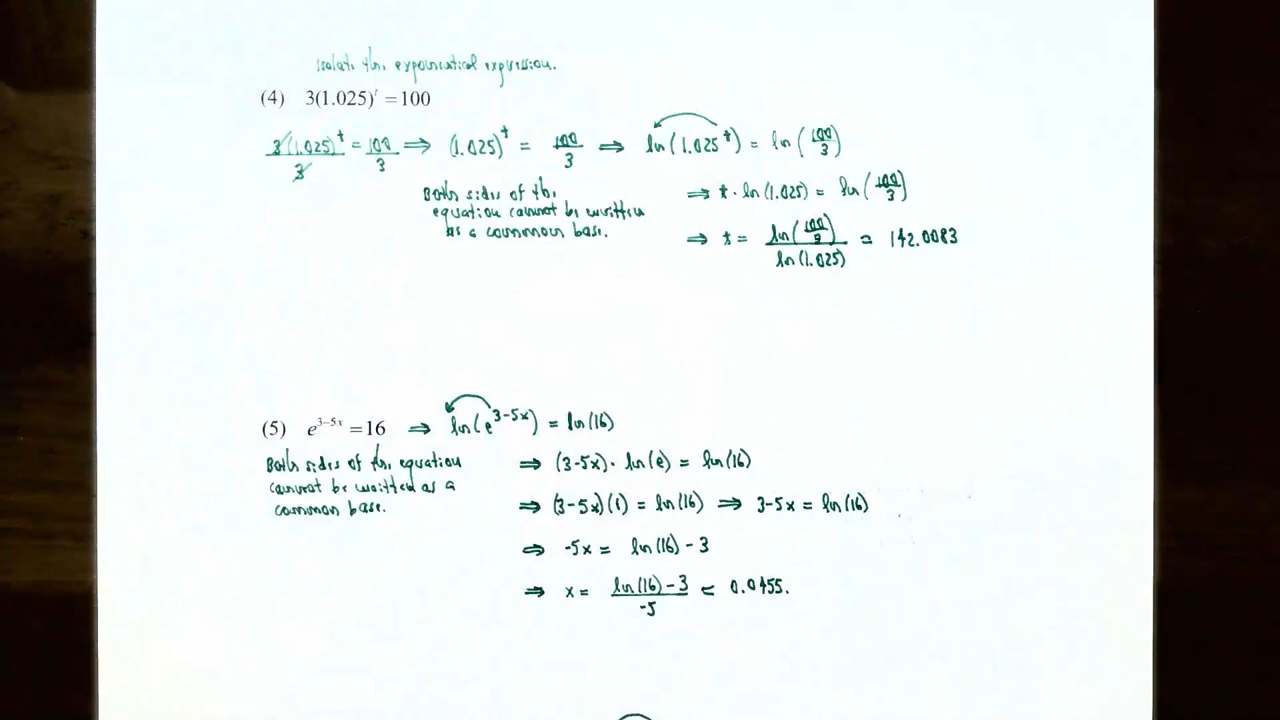 Isolate the exponential expression.
(4) 3(1.025)^t = 100
3(1.025)^t / 3 = 100/3 ⟹ (1.025)^t = 100/3 ⟹ ln(1.025^t) = ln(100/3)
Both sides of the
equation cannot be written
as a common base.
⟹ t · ln(1.025) = ln(100/3)
⟹ t = ln(100/3) / ln(1.025) = 142.0083
(5) e^(3-5x) = 16 ⟹ ln(e^(3-5x)) = ln(16)
Both sides of the equation
cannot be written as a
common base.
⟹ (3-5x) · ln(e) = ln(16)
⟹ (3-5x)(1) = ln(16) ⟹ 3-5x = ln(16)
⟹ -5x = ln(16) - 3
⟹ x = ln(16) - 3 / -5 = 0.0455.